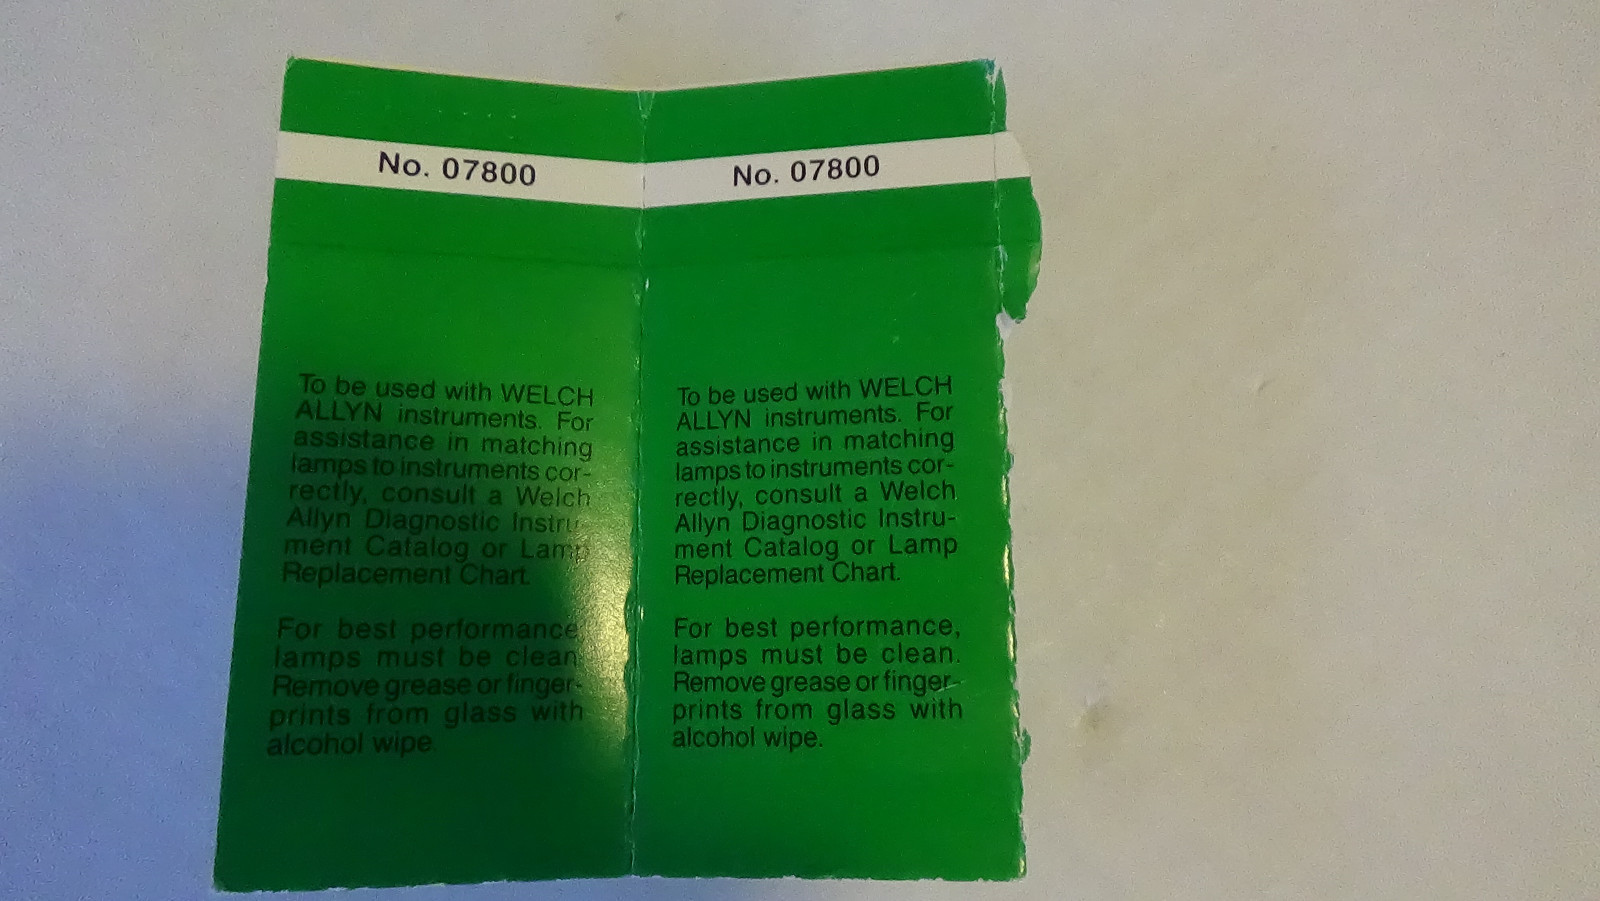 No. 07800
To be used with WELCH
ALLYN instruments. For
assistance in matching
lamps to instruments cor-
rectly, consult a Welch
Allyn Diagnostic Instru-
ment Catalog or Lamp
Replacement Chart.
For best performance,
lamps must be clean.
Remove grease or finger-
prints from glass with
alcohol wipe.
No. 07800
To be used with WELCH
ALLYN instruments. For
assistance in matching
lamps to instruments cor-
rectly, consult a Welch
Allyn Diagnostic Instru-
ment Catalog or Lamp
Replacement Chart.
For best performance,
lamps must be clean.
Remove grease or finger-
prints from glass with
alcohol wipe.